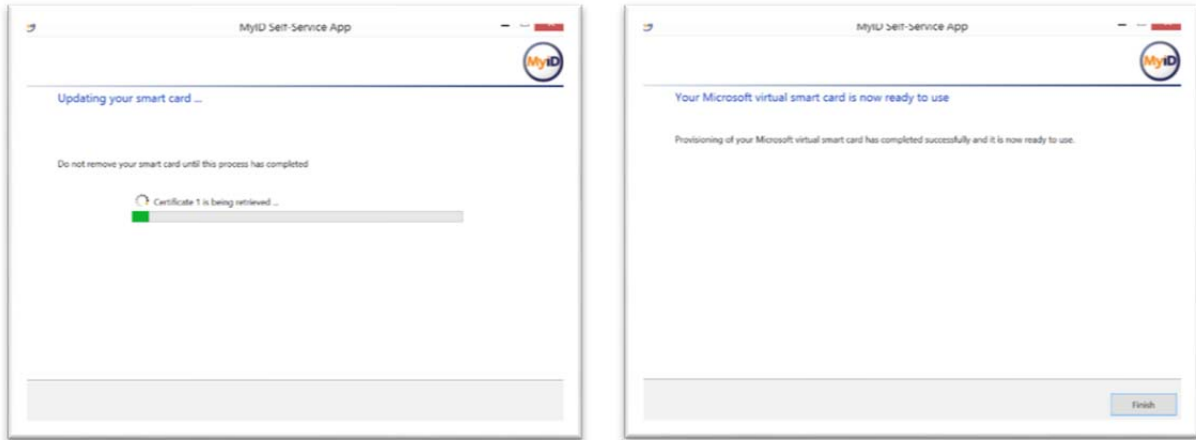 MyID Self-Service App
MyID
Updating your smart card ...
Do not remove your smart card until this process has completed
Certificate 1 is being retrieved ...
MyID Self-Service App
MyID
Your Microsoft virtual smart card is now ready to use
Provisioning of your Microsoft virtual smart card has completed successfully and it is now ready to use.
Finish